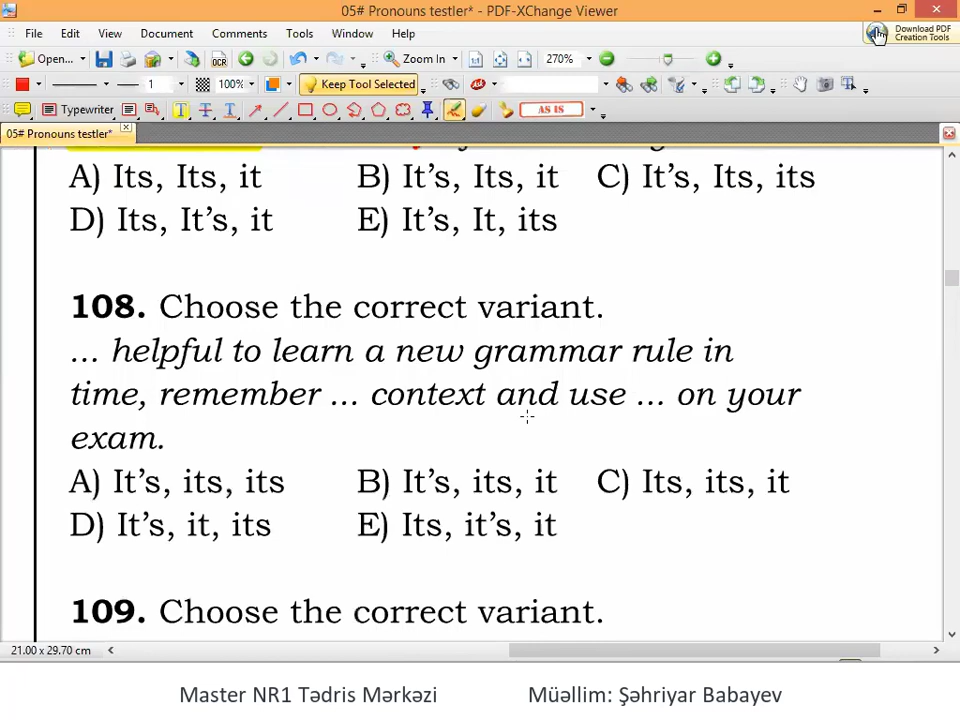 05# Pronouns testler* - PDF-XChange Viewer
File Edit View Document Comments Tools Window Help
Download PDF
Creation Tools
Open... OCR Zoom In 270%
1 100% Keep Tool Selected
Typewriter AS IS
05# Pronouns testler*
A) Its, Its, it B) It's, Its, it C) It's, Its, its
D) Its, It's, it E) It's, It, its
108. Choose the correct variant.
... helpful to learn a new grammar rule in
time, remember ... context and use ... on your
exam.
A) It's, its, its B) It's, its, it C) Its, its, it
D) It's, it, its E) Its, it's, it
109. Choose the correct variant.
21.00 x 29.70 cm
Master NR1 Tədris Mərkəzi Müəllim: Şəhriyar Babayev